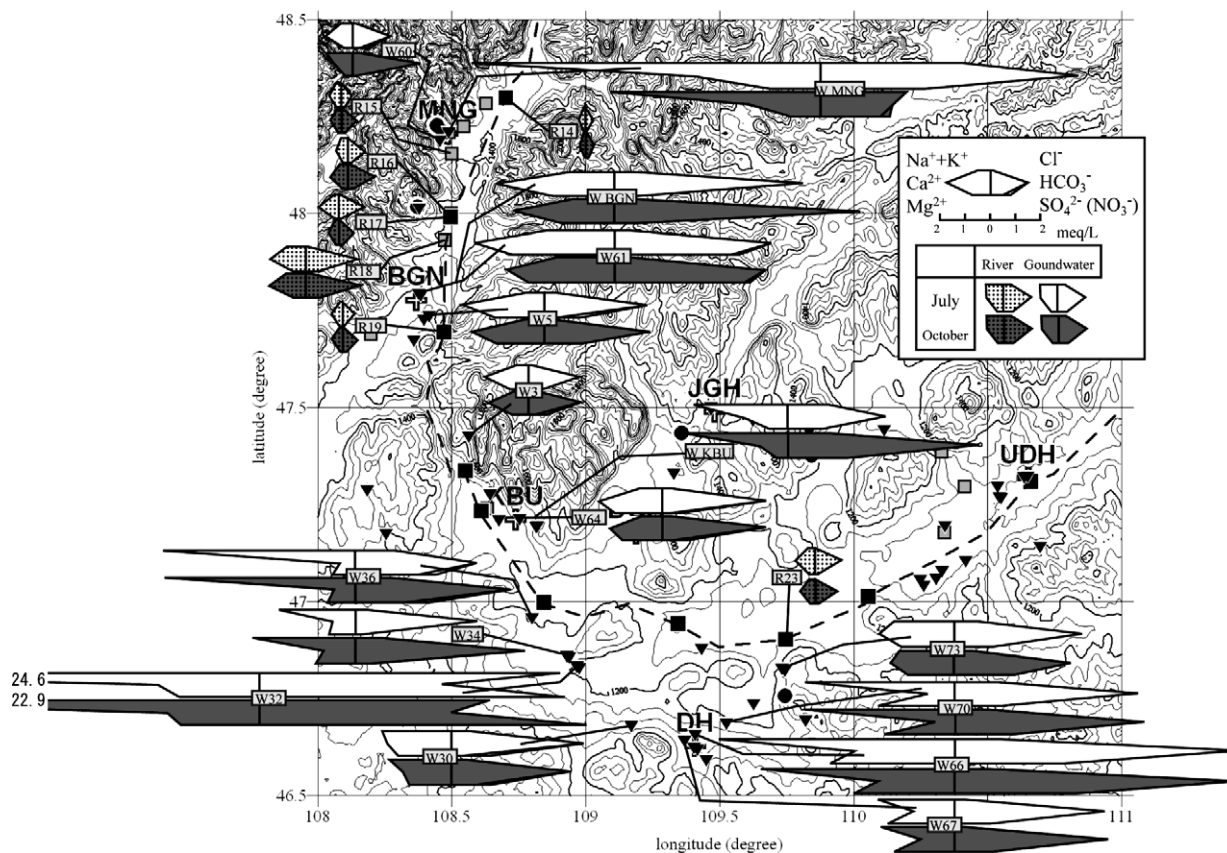 48.5
W60
W MNG
R15
MNG
R14
R16
Na⁺+K⁺ Cl⁻
Ca²⁺ HCO₃⁻
Mg²⁺ SO₄²⁻ (NO₃⁻)
2 1 0 1 2
meq/L
River Goundwater
July
October
W BGN
48
R17
W61
R18
BGN
W5
R19
W3
JGH
47.5
latitude (degree)
W KBU
UDH
KBU
W64
W36
R23
47
W34
W73
24.6
22.9
W32
W70
DH
W30
W66
46.5
W67
108 108.5 109 109.5 110 111
longitude (degree)
1400
1200